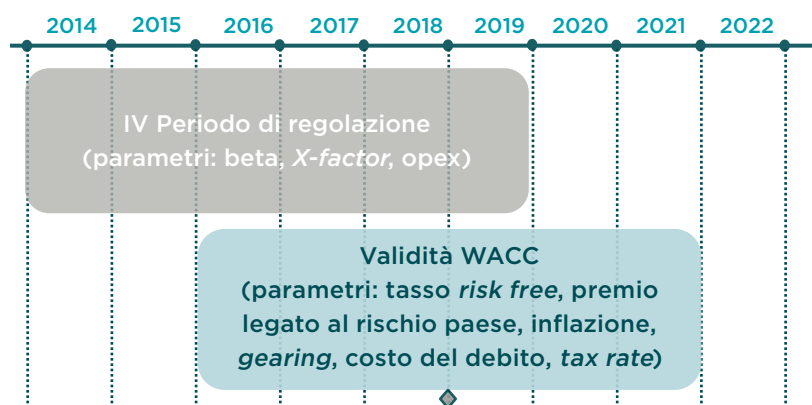 2014 2015 2016 2017 2018 2019 2020 2021 2022
IV Periodo di regolazione
(parametri: beta, X-factor, opex)
Validità WACC
(parametri: tasso risk free, premio
legato al rischio paese, inflazione,
gearing, costo del debito, tax rate)